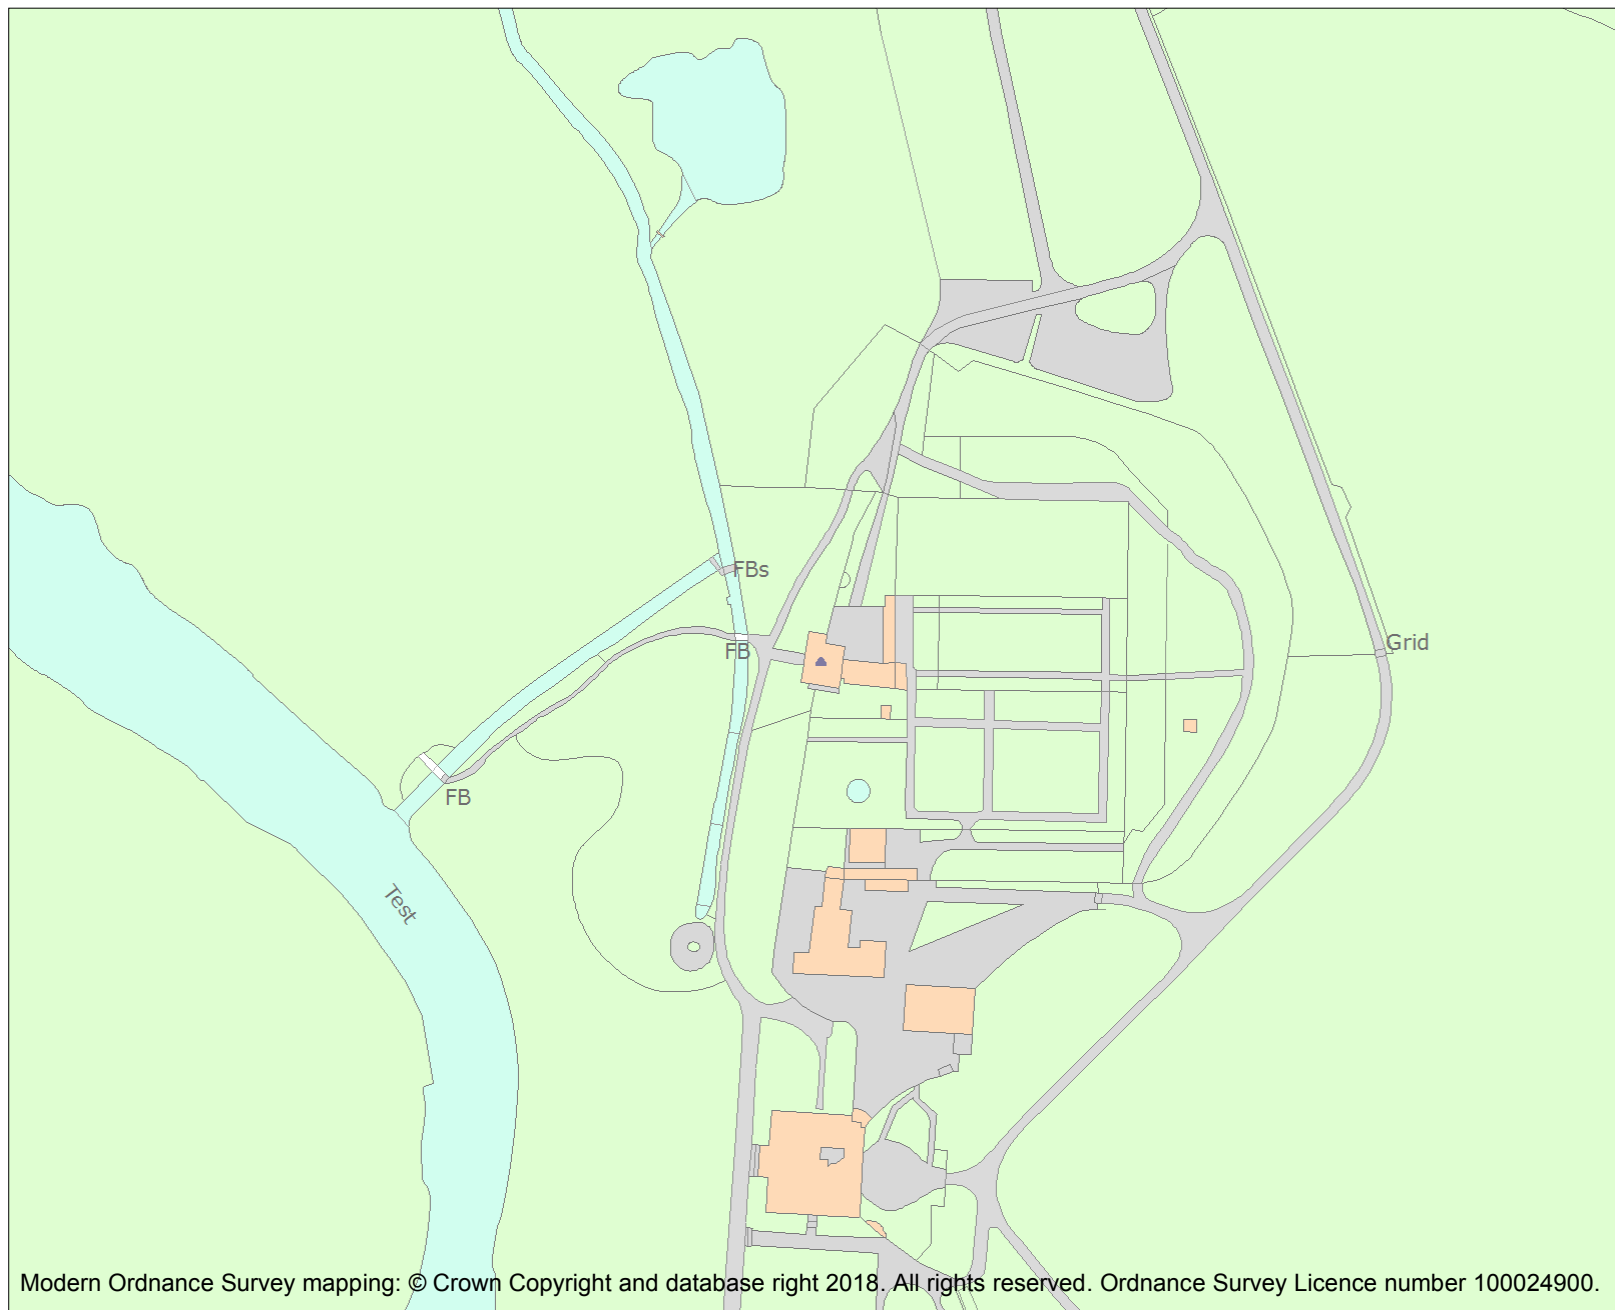 FBs
FB
Grid
FB
Test
Modern Ordnance Survey mapping: © Crown Copyright and database right 2018. All rights reserved. Ordnance Survey Licence number 100024900.